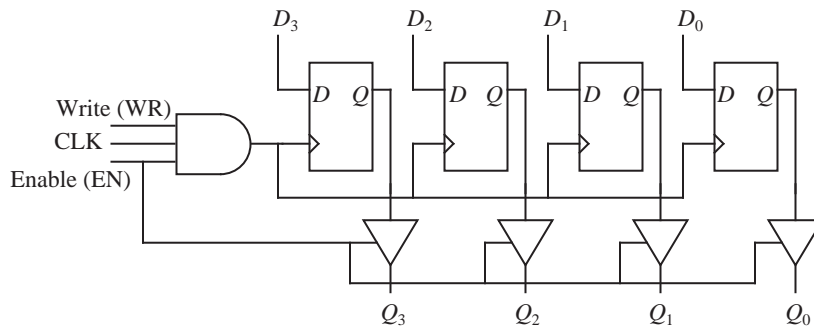 D3 D2 D1 D0
D Q D Q D Q D Q
Write (WR)
CLK
Enable (EN)
Q3 Q2 Q1 Q0